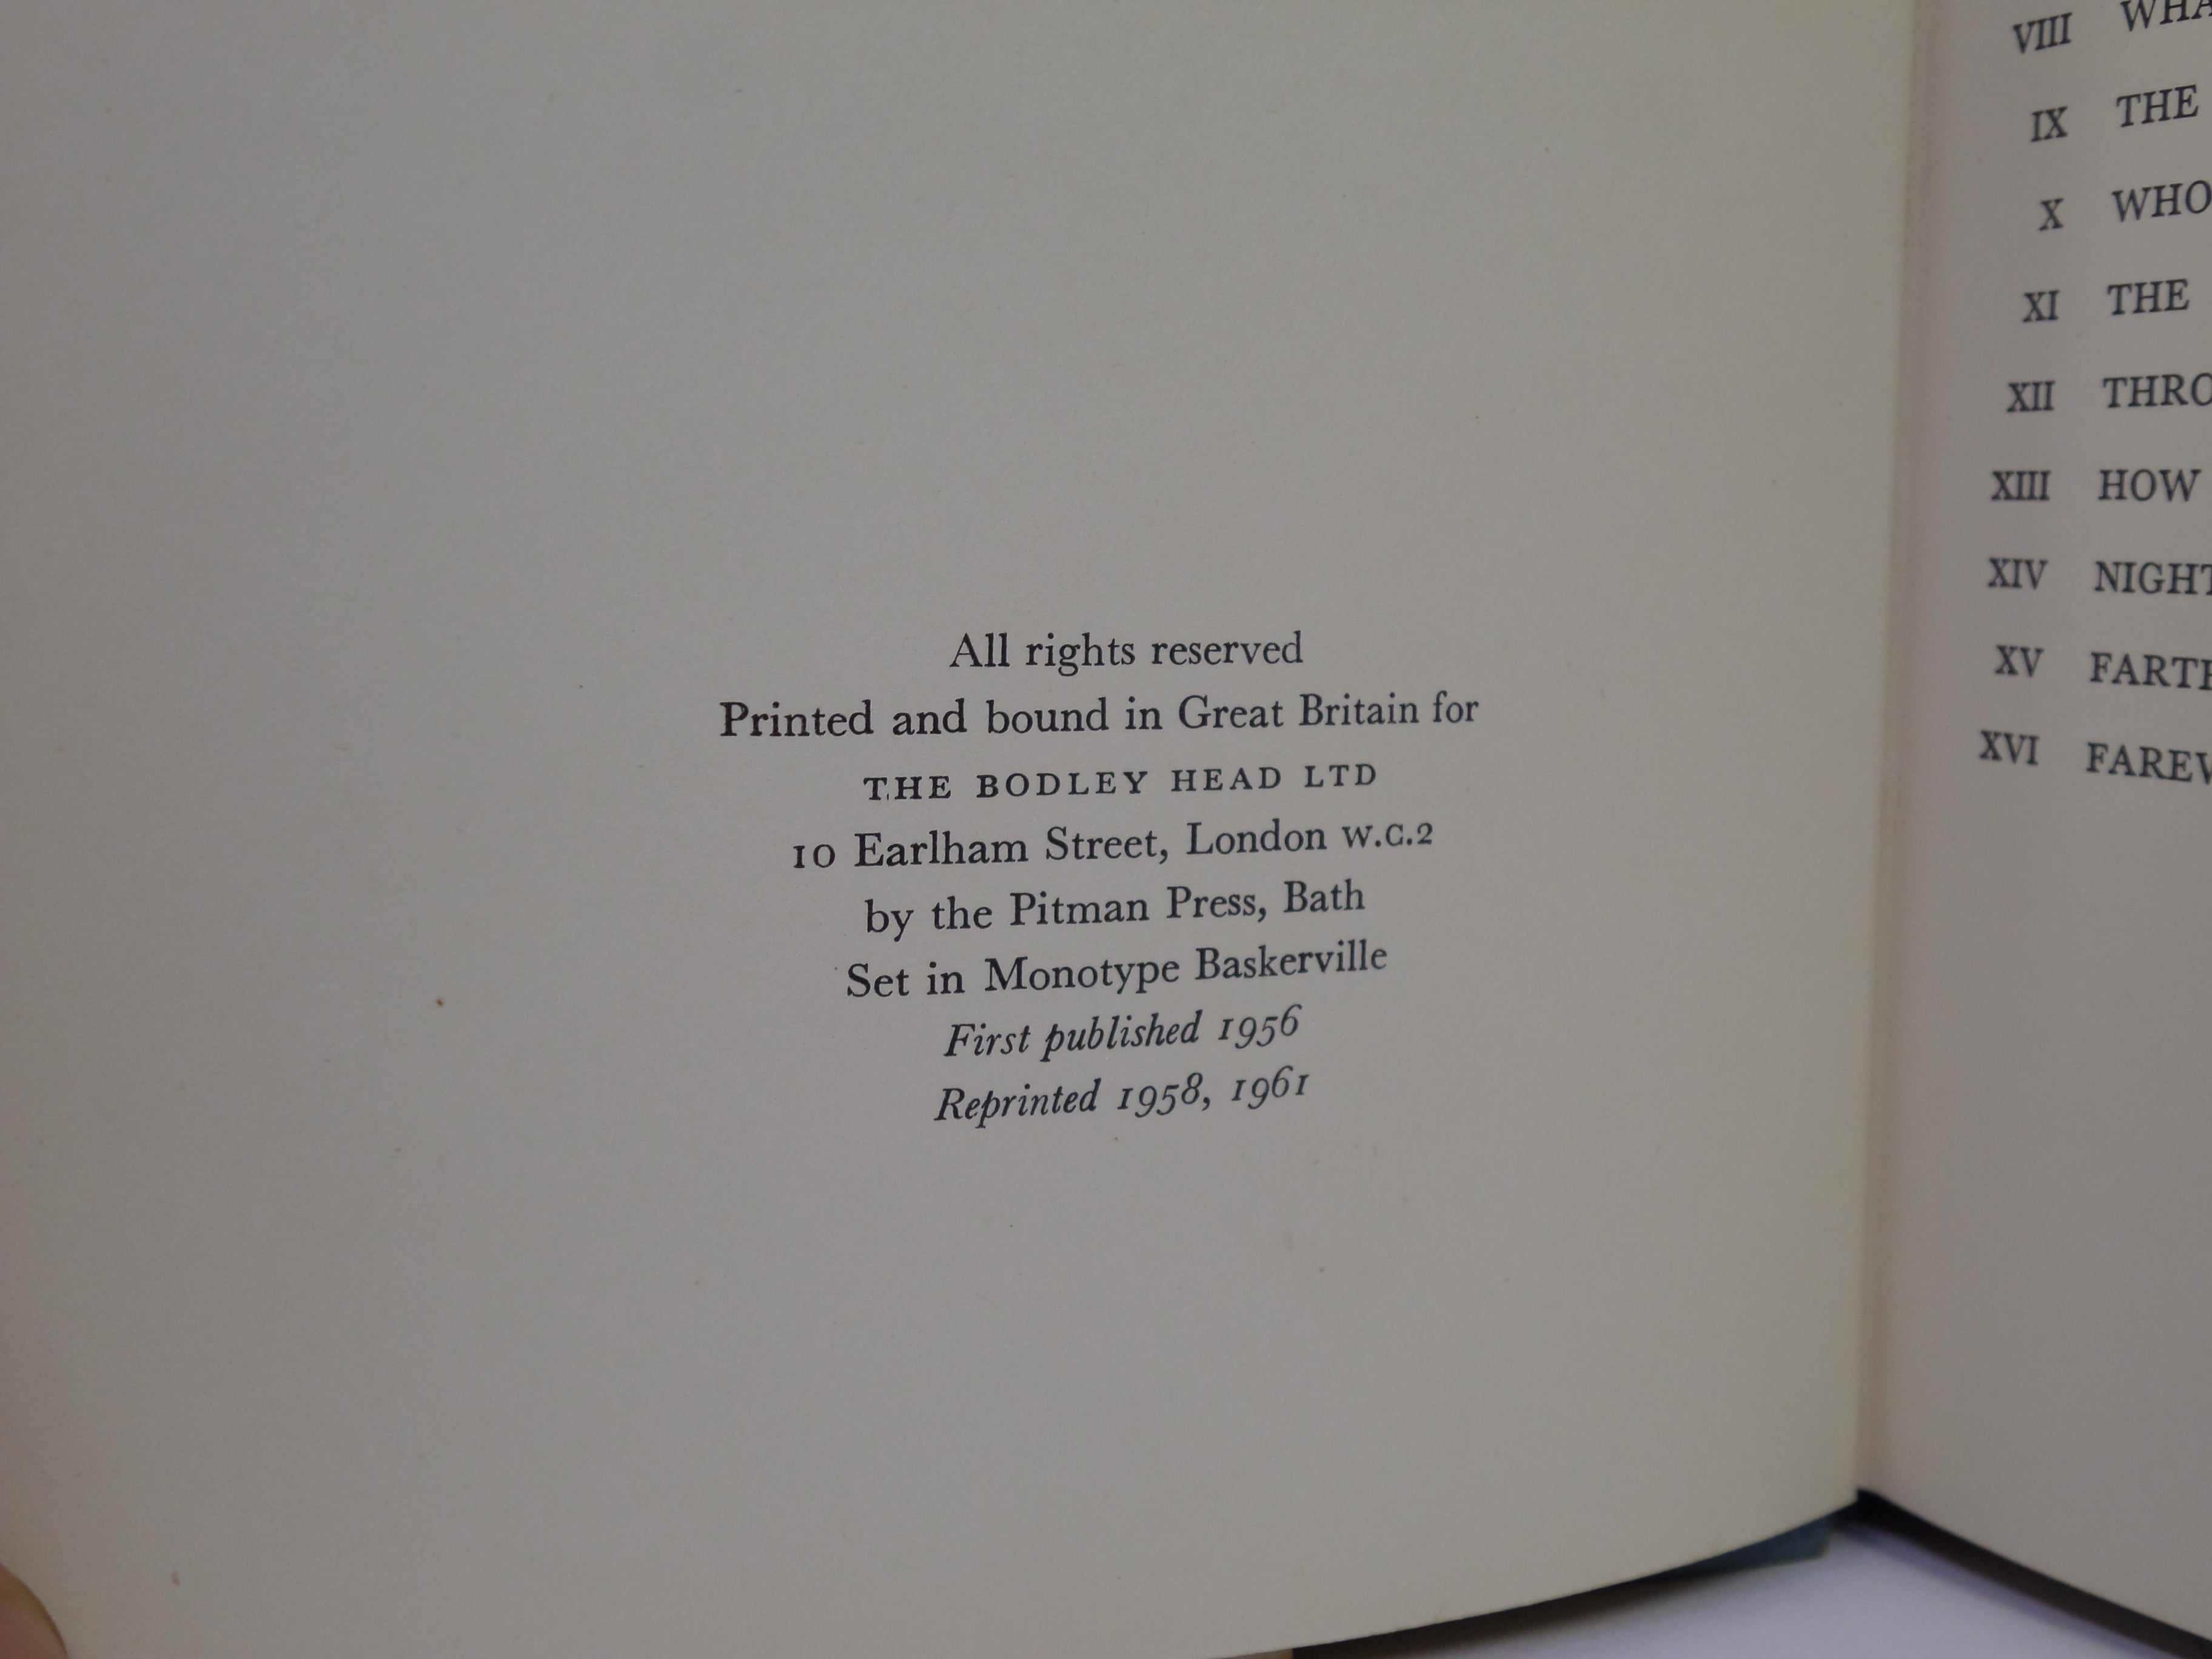 All rights reserved
Printed and bound in Great Britain for
THE BODLEY HEAD LTD
10 Earlham Street, London W.C.2
by the Pitman Press, Bath
Set in Monotype Baskerville
First published 1956
Reprinted 1958, 1961
VIII
IX THE
X
XI THE
XII
XIII HOW
XIV
XV
XVI